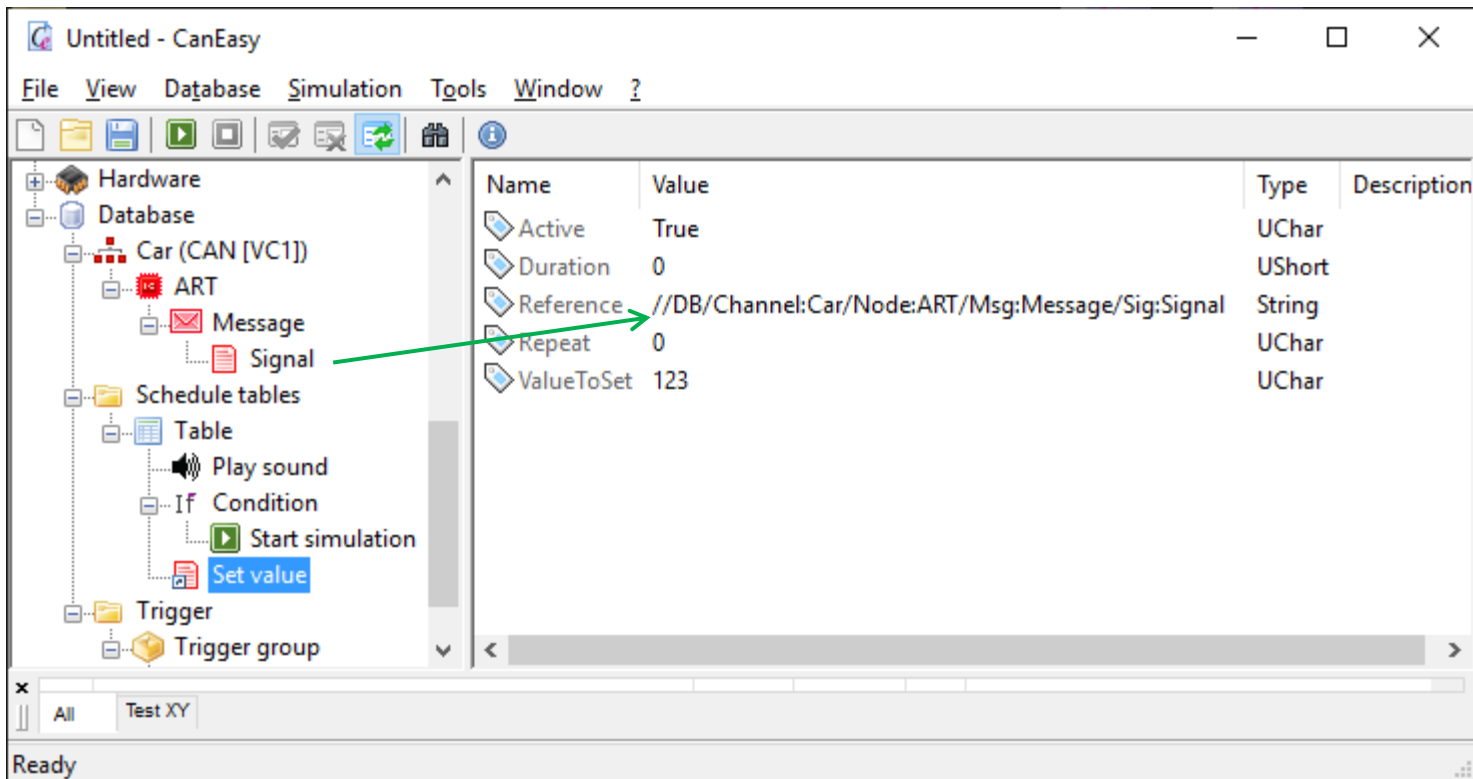 Untitled - CanEasy
File View Database Simulation Tools Window ?
Hardware
Database
Car (CAN [VC1])
ART
Message
Signal
Schedule tables
Table
Play sound
If Condition
Start simulation
Set value
Trigger
Trigger group
Name Value Type Description
Active True UChar
Duration 0 UShort
Reference //DB/Channel:Car/Node:ART/Msg:Message/Sig:Signal String
Repeat 0 UChar
ValueToSet 123 UChar
All Test XY
Ready